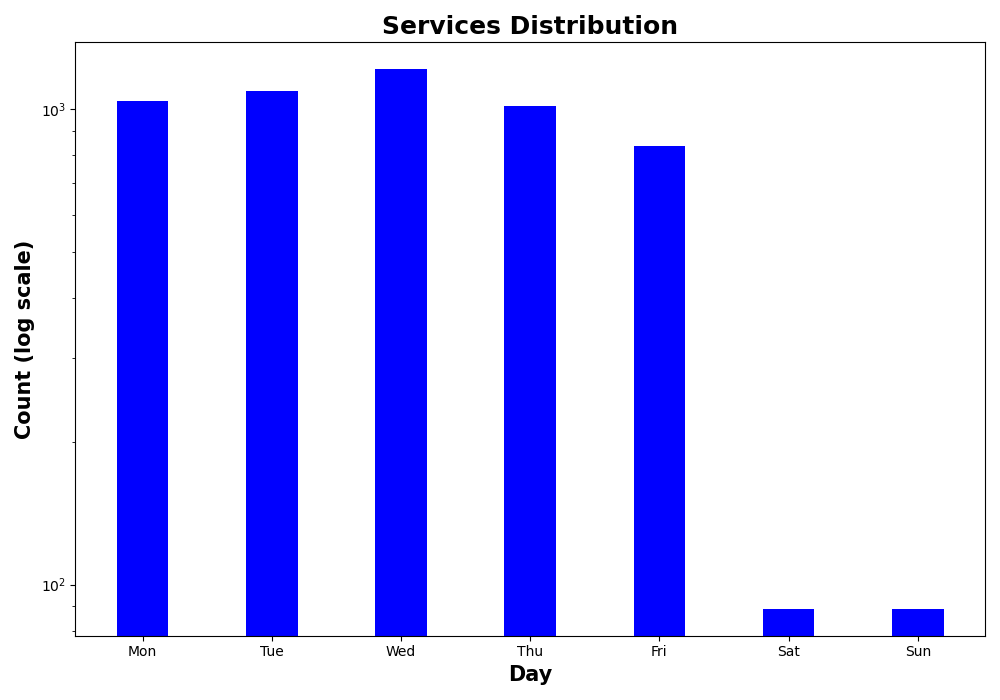 Services Distribution
Count (log scale)
10³
10²
Mon Tue Wed Thu Fri Sat Sun
Day